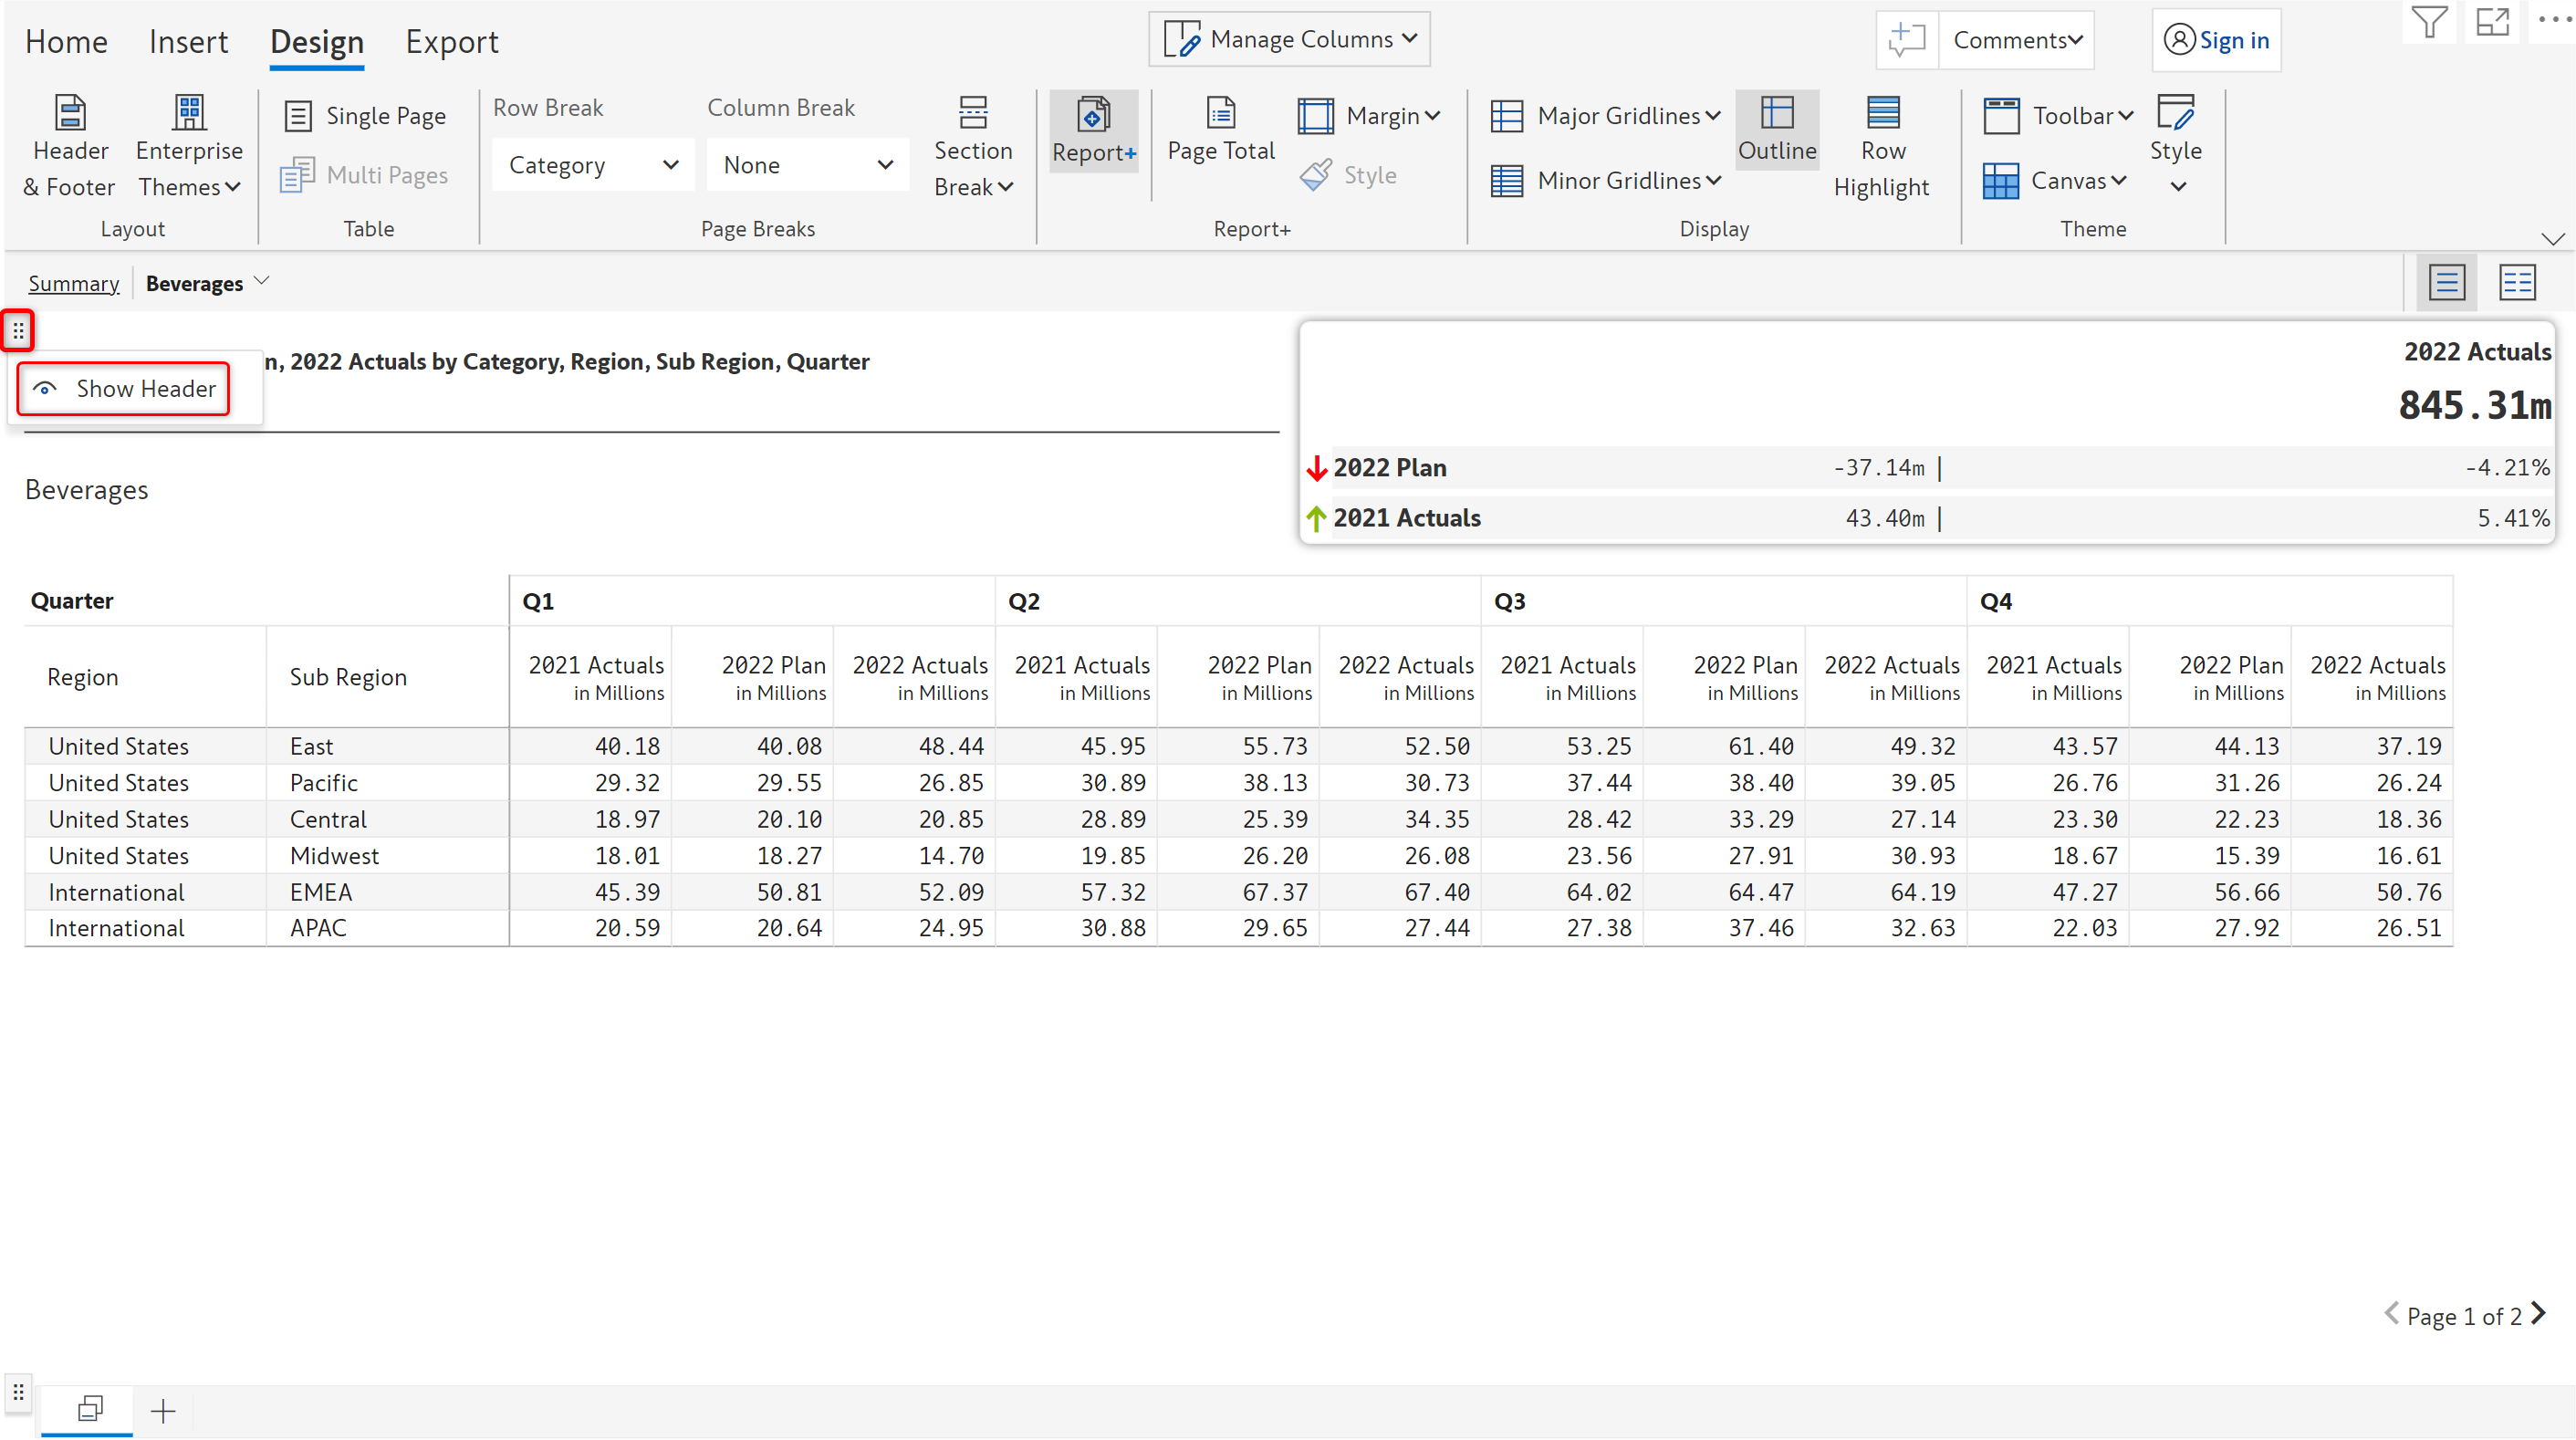 Home Insert Design Export
Manage Columns
Comments
Sign in
Header & Footer
Enterprise Themes
Layout
Single Page
Multi Pages
Table
Row Break
Category
Column Break
None
Section Break
Page Breaks
Report+
Page Total
Margin
Style
Report+
Major Gridlines
Minor Gridlines
Outline
Row Highlight
Display
Toolbar
Canvas
Style
Theme
Summary Beverages
Show Header
n, 2022 Actuals by Category, Region, Sub Region, Quarter
Beverages
2022 Actuals
845.31m
2022 Plan -37.14m | -4.21%
2021 Actuals 43.40m | 5.41%
Quarter Q1 Q2 Q3 Q4
Region Sub Region 2021 Actuals 2022 Plan 2022 Actuals 2021 Actuals 2022 Plan 2022 Actuals 2021 Actuals 2022 Plan 2022 Actuals 2021 Actuals 2022 Plan 2022 Actuals
in Millions in Millions in Millions in Millions in Millions in Millions in Millions in Millions in Millions in Millions in Millions in Millions
United States East 40.18 40.08 48.44 45.95 55.73 52.50 53.25 61.40 49.32 43.57 44.13 37.19
United States Pacific 29.32 29.55 26.85 30.89 38.13 30.73 37.44 38.40 39.05 26.76 31.26 26.24
United States Central 18.97 20.10 20.85 28.89 25.39 34.35 28.42 33.29 27.14 23.30 22.23 18.36
United States Midwest 18.01 18.27 14.70 19.85 26.20 26.08 23.56 27.91 30.93 18.67 15.39 16.61
International EMEA 45.39 50.81 52.09 57.32 67.37 67.40 64.02 64.47 64.19 47.27 56.66 50.76
International APAC 20.59 20.64 24.95 30.88 29.65 27.44 27.38 37.46 32.63 22.03 27.92 26.51
Page 1 of 2